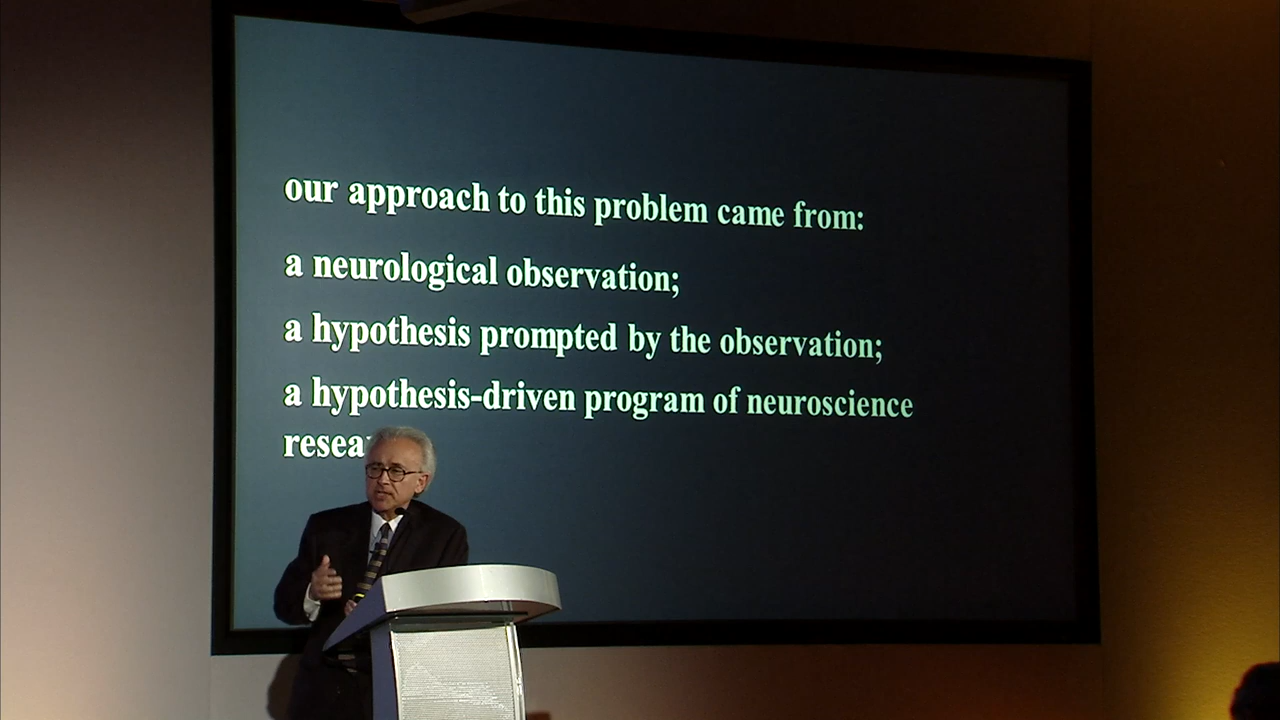 our approach to this problem came from:
a neurological observation;
a hypothesis prompted by the observation;
a hypothesis-driven program of neuroscience